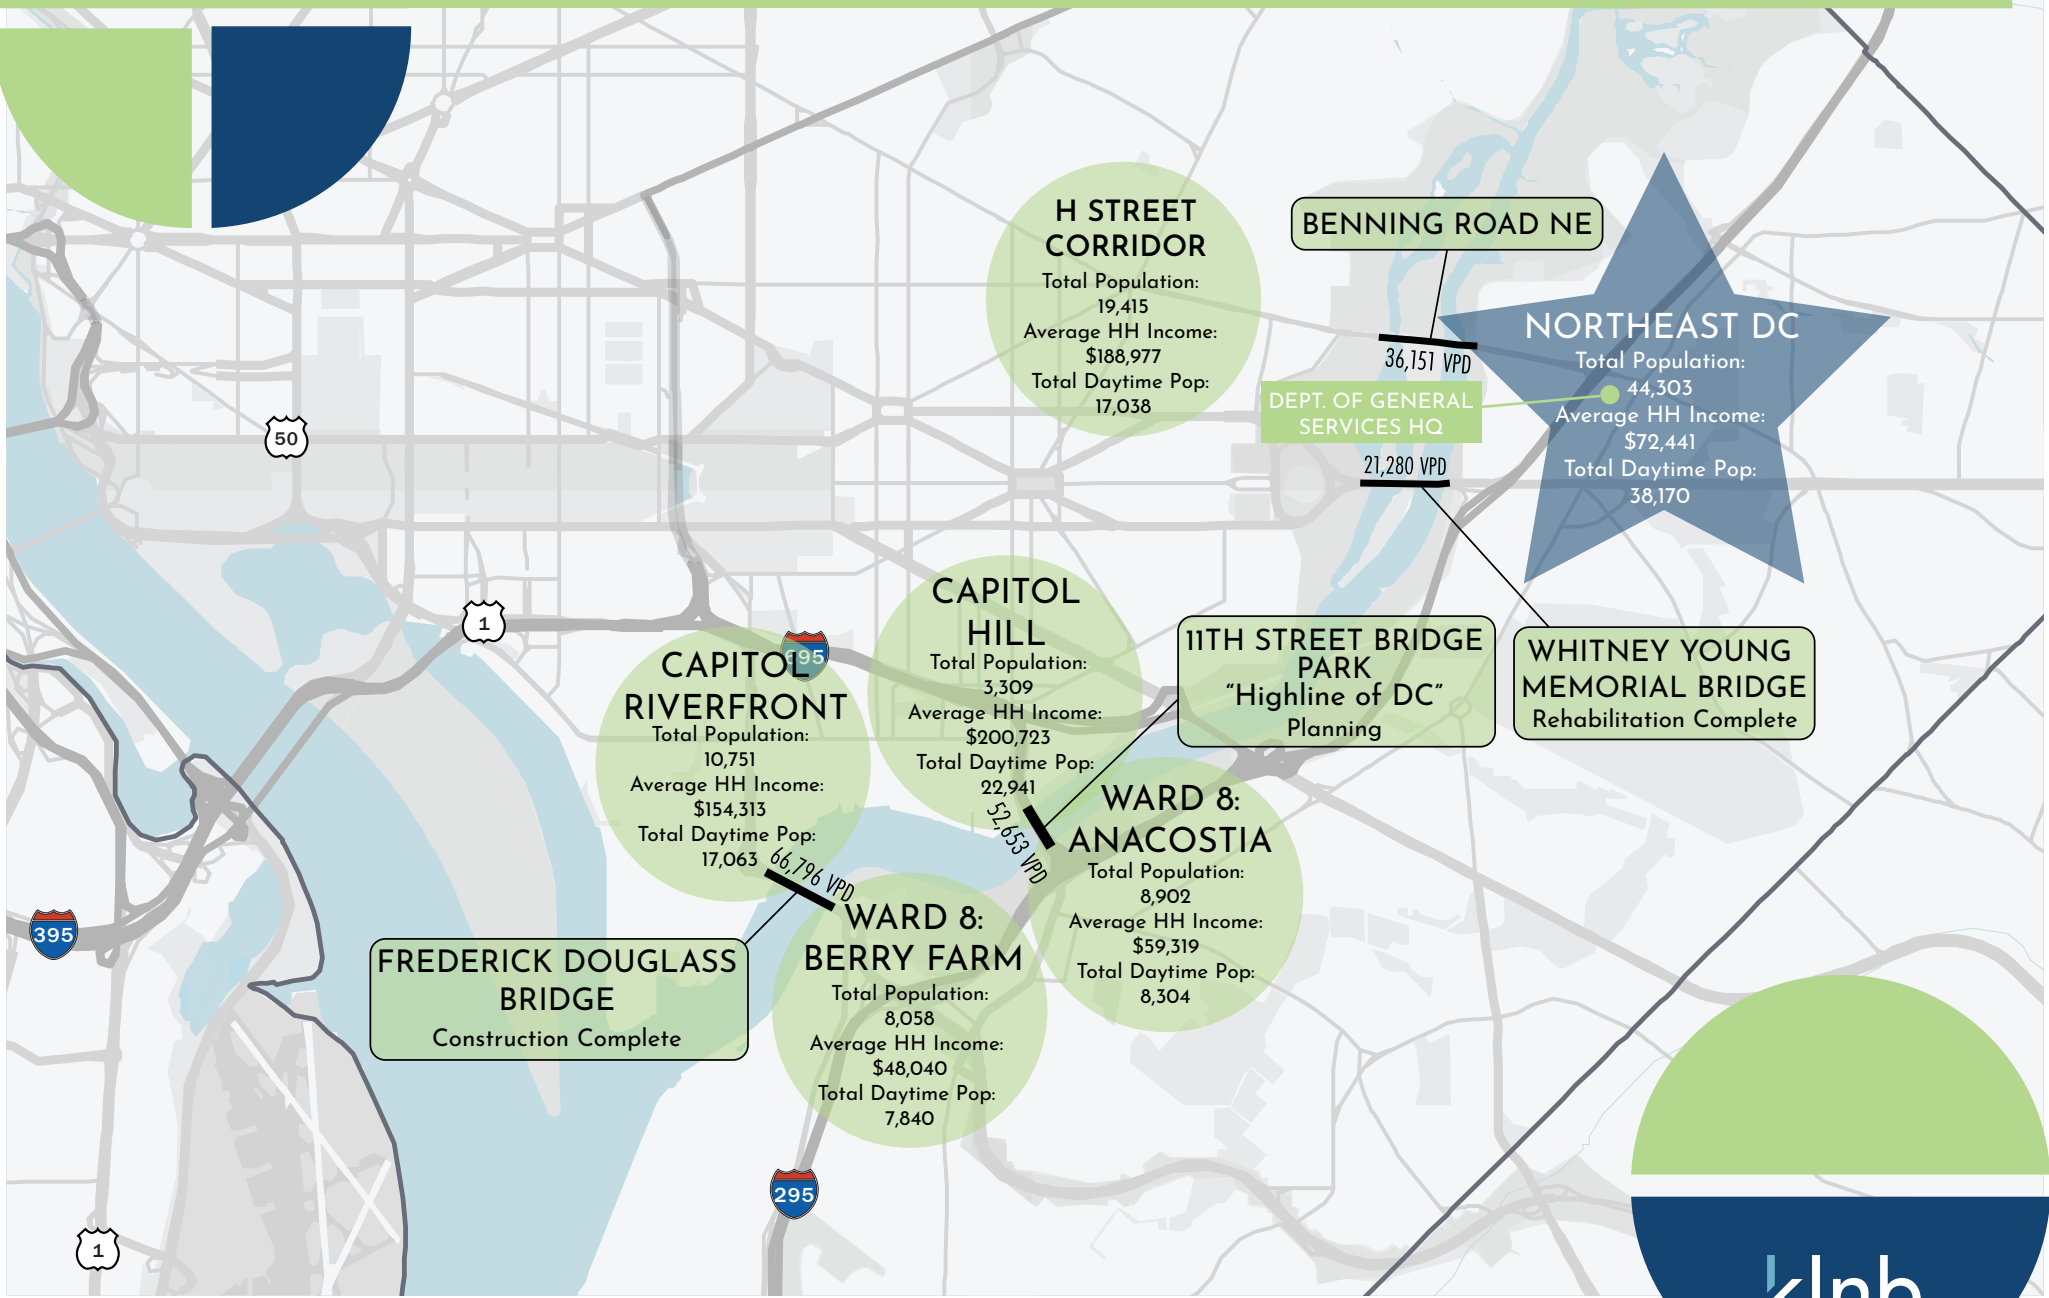 H STREET
CORRIDOR
Total Population:
19,415
Average HH Income:
$188,977
Total Daytime Pop:
17,038
BENNING ROAD NE
36,151 VPD
NORTHEAST DC
Total Population:
44,303
Average HH Income:
$72,441
Total Daytime Pop:
38,170
DEPT. OF GENERAL
SERVICES HQ
21,280 VPD
50
1
CAPITOL
HILL
Total Population:
3,309
Average HH Income:
$200,723
Total Daytime Pop:
22,941
52,653 VPD
11TH STREET BRIDGE
PARK
“Highline of DC”
Planning
WHITNEY YOUNG
MEMORIAL BRIDGE
Rehabilitation Complete
CAPITOL
RIVERFRONT
Total Population:
10,751
Average HH Income:
$154,313
Total Daytime Pop:
17,063
66,796 VPD
WARD 8:
ANACOSTIA
Total Population:
8,902
Average HH Income:
$59,319
Total Daytime Pop:
8,304
WARD 8:
BERRY FARM
Total Population:
8,058
Average HH Income:
$48,040
Total Daytime Pop:
7,840
395
FREDERICK DOUGLASS
BRIDGE
Construction Complete
295
1
klnb